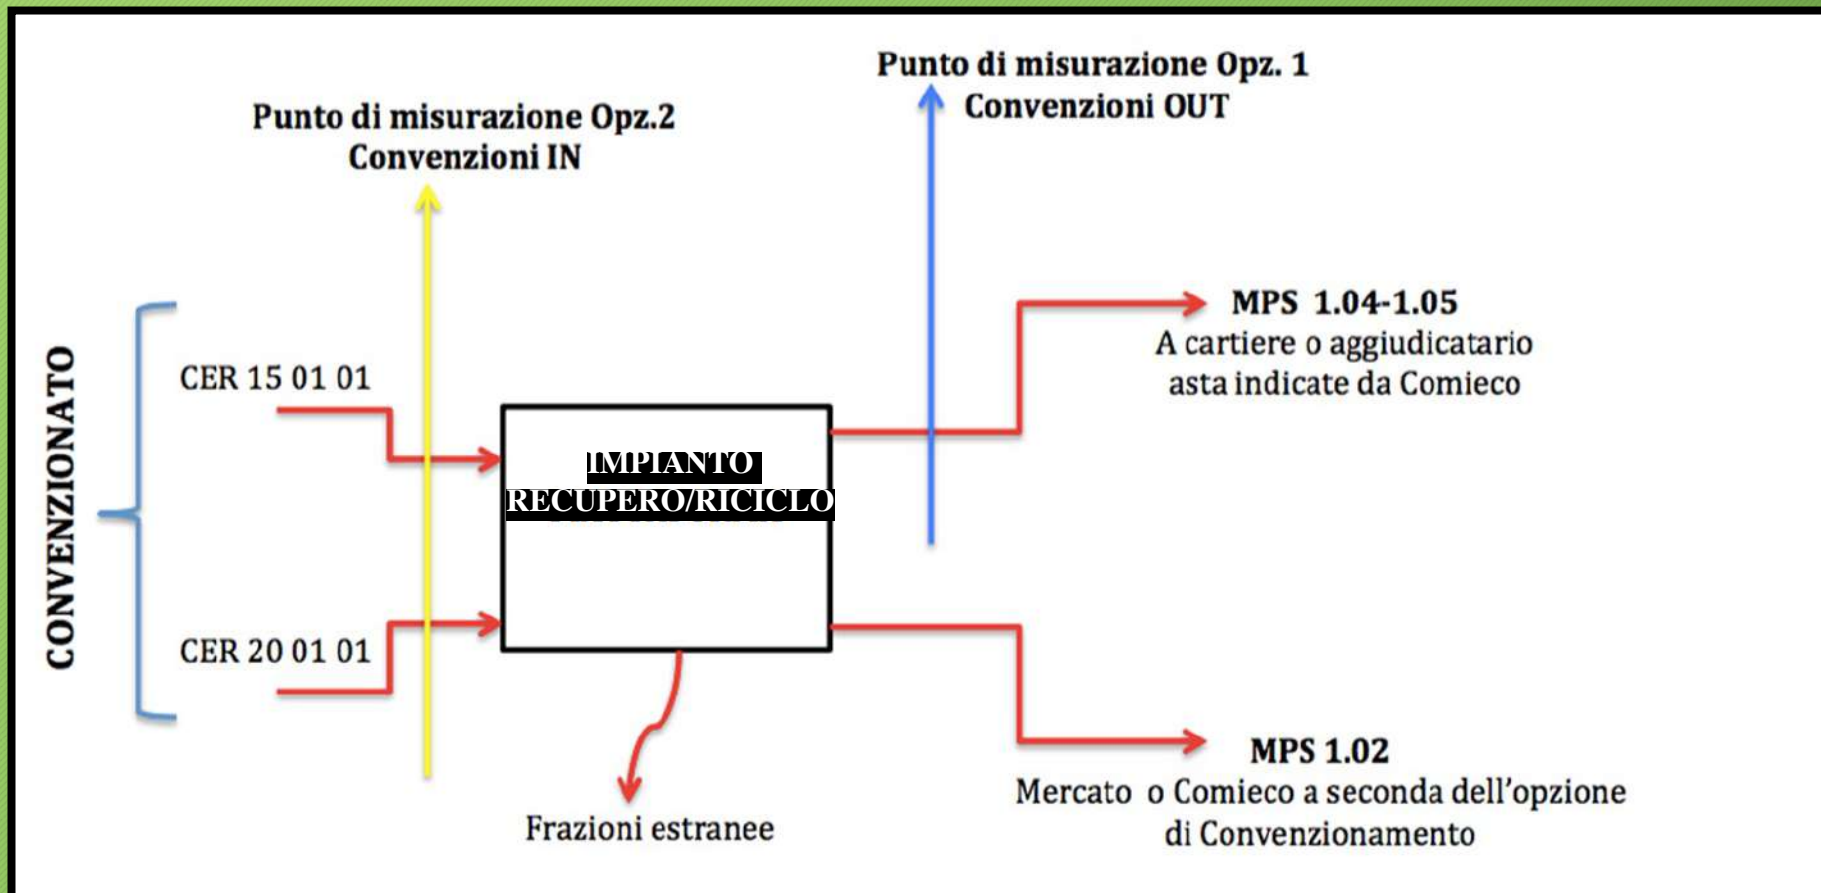 Punto di misurazione Opz. 1
Convenzioni OUT
Punto di misurazione Opz.2
Convenzioni IN
CONVENZIONATO
CER 15 01 01
CER 20 01 01
IMPIANTO
RECUPERO/RICICLO
MPS 1.04-1.05
A cartiere o aggiudicatario
asta indicate da Comieco
MPS 1.02
Mercato o Comieco a seconda dell'opzione
di Convenzionamento
Frazioni estranee